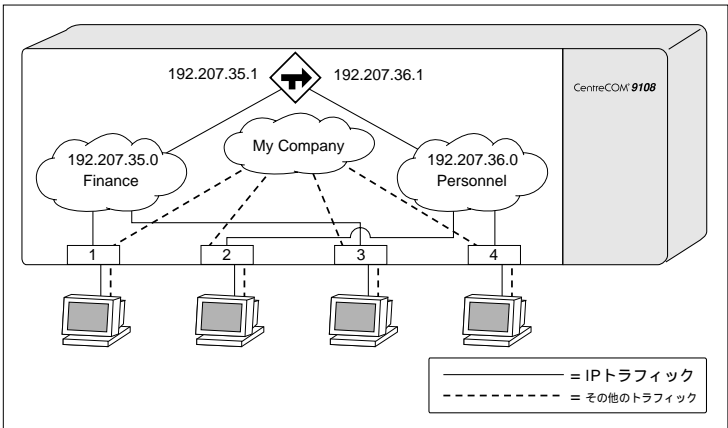 192.207.35.1
192.207.36.1
CentreCOM® 9108
My Company
192.207.35.0
Finance
192.207.36.0
Personnel
1
2
3
4
= IPトラフィック
= その他のトラフィック